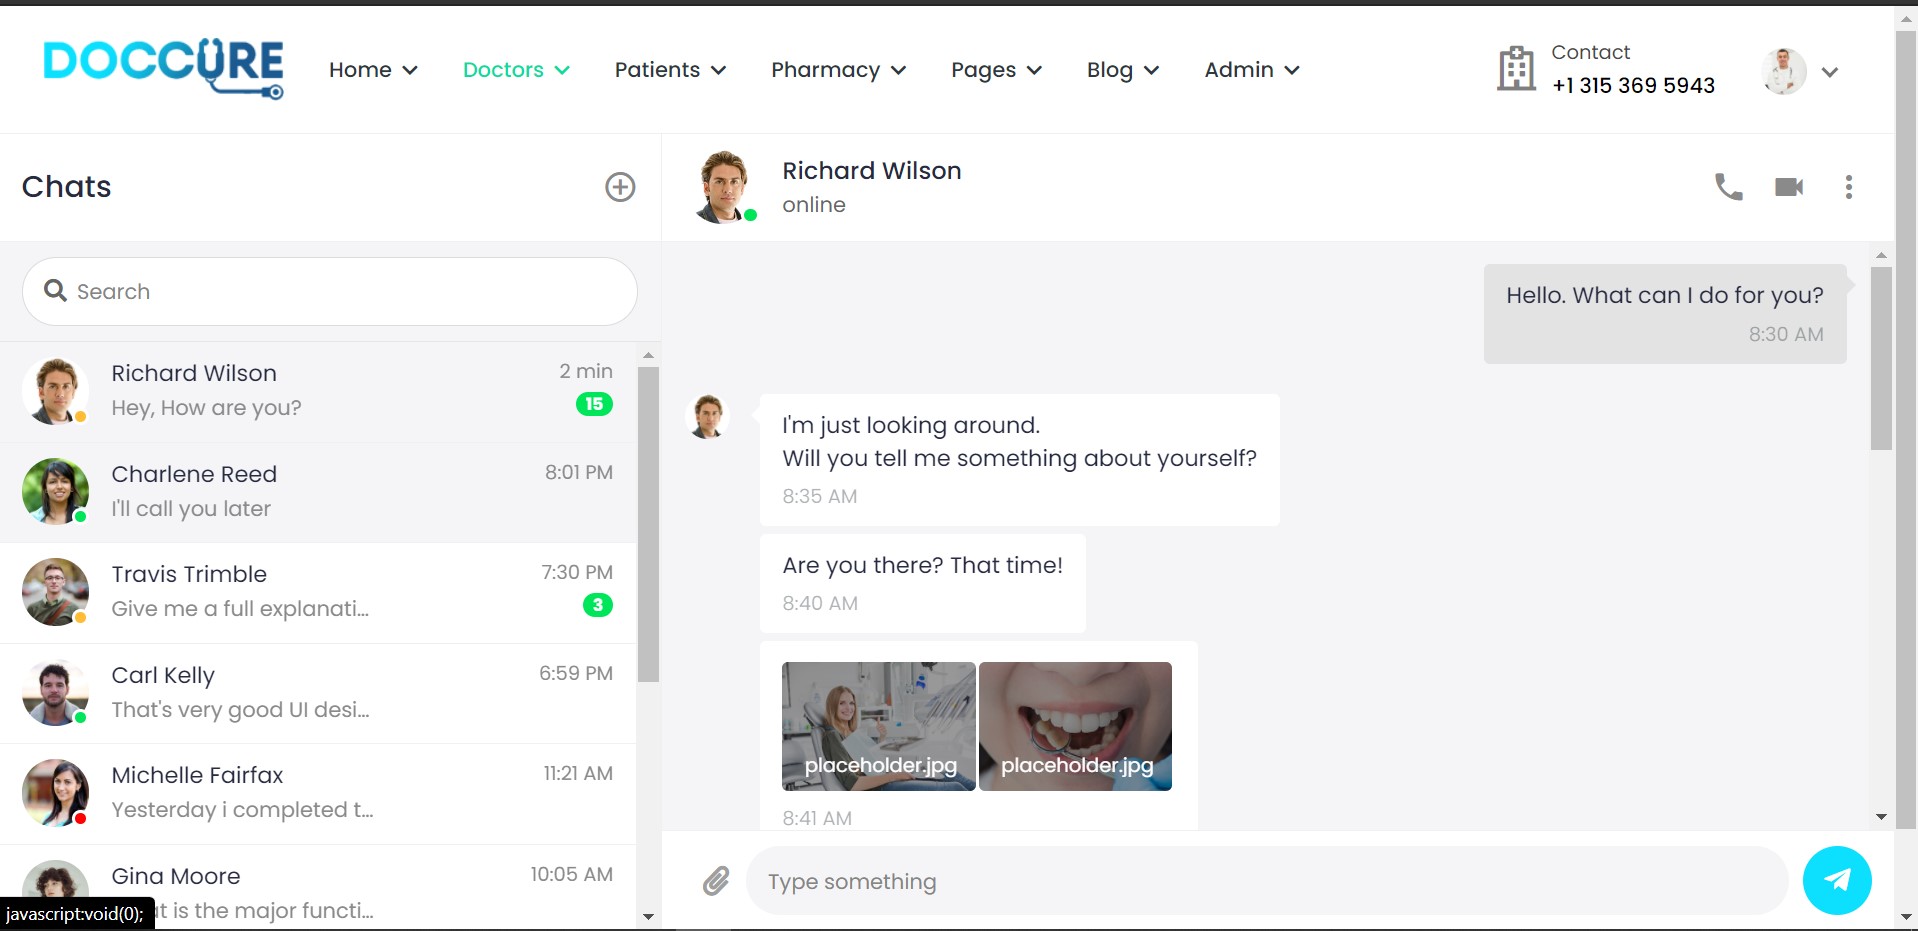 DOCCURE
Home
Doctors
Patients
Pharmacy
Pages
Blog
Admin
Contact
+1 315 369 5943
Chats
Search
Richard Wilson
2 min
Hey, How are you?
15
Charlene Reed
8:01 PM
I'll call you later
Travis Trimble
7:30 PM
Give me a full explanati...
3
Carl Kelly
6:59 PM
That's very good UI desi...
Michelle Fairfax
11:21 AM
Yesterday i completed t...
Gina Moore
10:05 AM
t is the major functi...
javascript:void(0);
Richard Wilson
online
Hello. What can I do for you?
8:30 AM
I'm just looking around.
Will you tell me something about yourself?
8:35 AM
Are you there? That time!
8:40 AM
placeholder.jpg
placeholder.jpg
8:41 AM
Type something